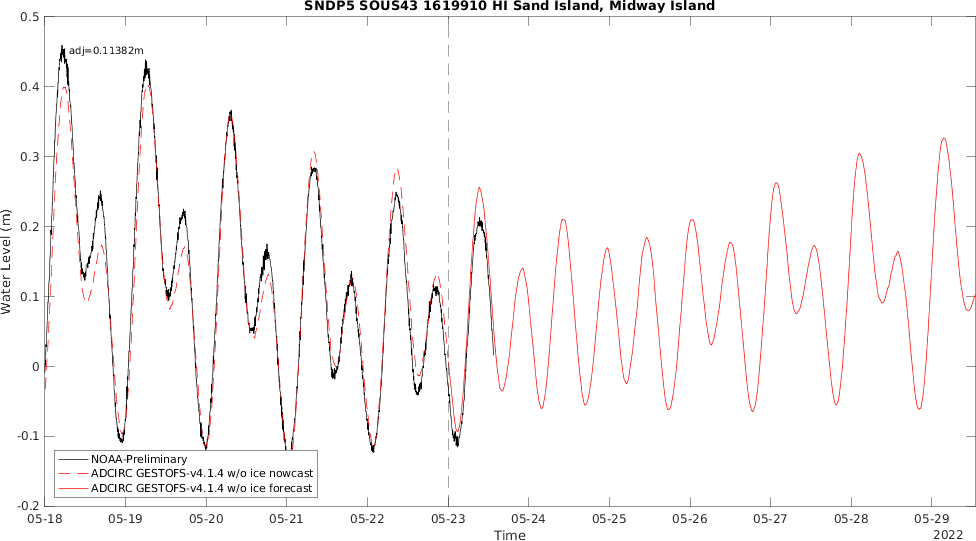 SNDP5 SOUS43 1619910 HI Sand Island, Midway Island
adj=0.11382m
0.5
0.4
0.3
0.2
0.1
0
-0.1
-0.2
Water Level (m)
NOAA-Preliminary
ADCIRC GESTOFS-v4.1.4 w/o ice nowcast
ADCIRC GESTOFS-v4.1.4 w/o ice forecast
05-18 05-19 05-20 05-21 05-22 05-23 05-24 05-25 05-26 05-27 05-28 05-29
Time
2022